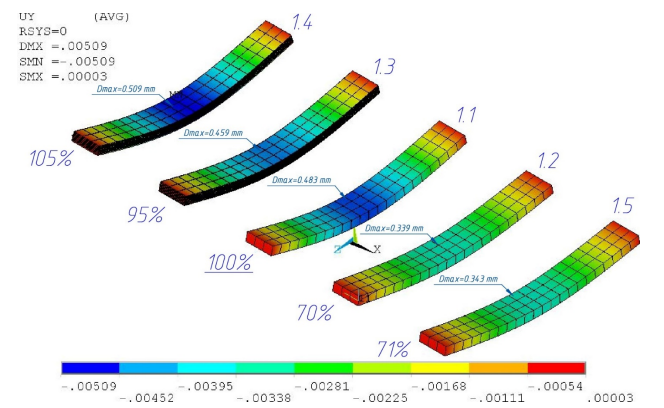 UY (AVG)
RSYS=0
DMX =.00509
SMN =-.00509
SMX =.00003
1.4
Dmax=0.509 mm
105%
1.3
Dmax=0.459 mm
95%
1.1
Dmax=0.483 mm
100%
1.2
Dmax=0.339 mm
70%
1.5
Dmax=0.343 mm
71%
Z X
-.00509 -.00395 -.00281 -.00168 -.00054
-.00452 -.00338 -.00225 -.00111 .00003